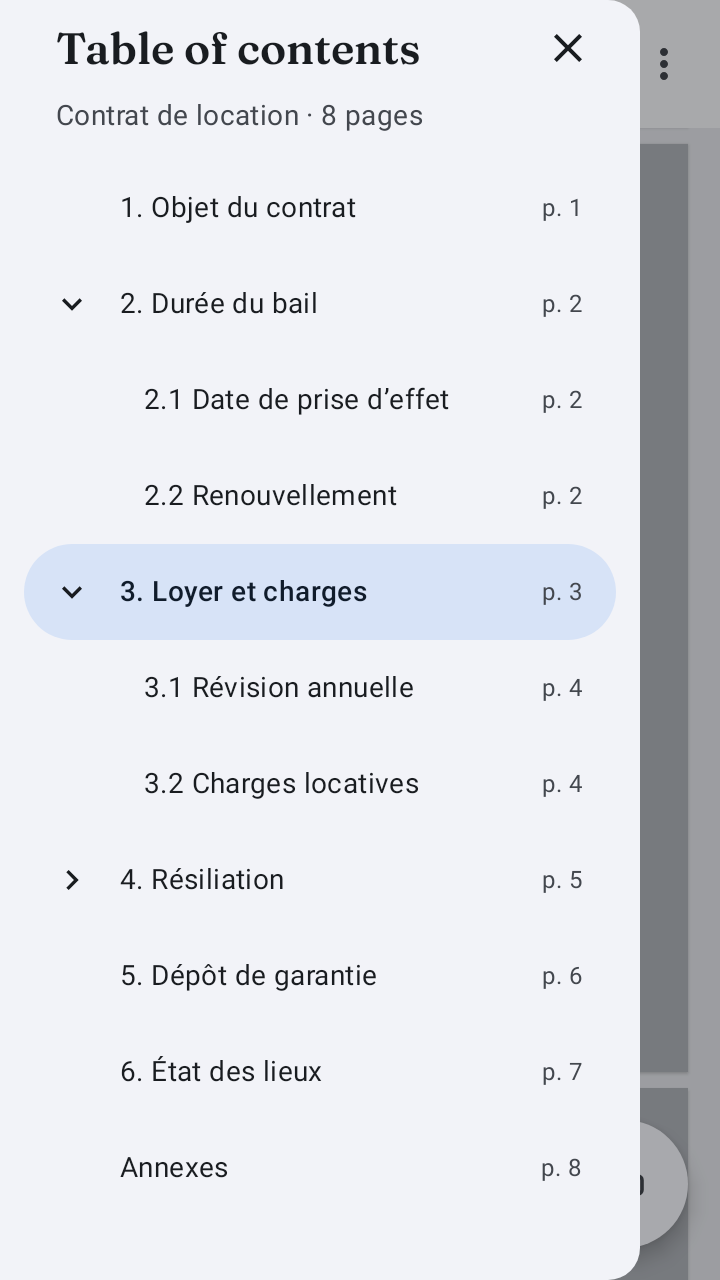 Table of contents
Contrat de location · 8 pages
1. Objet du contrat p. 1
2. Durée du bail p. 2
2.1 Date de prise d’effet p. 2
2.2 Renouvellement p. 2
3. Loyer et charges p. 3
3.1 Révision annuelle p. 4
3.2 Charges locatives p. 4
4. Résiliation p. 5
5. Dépôt de garantie p. 6
6. État des lieux p. 7
Annexes p. 8